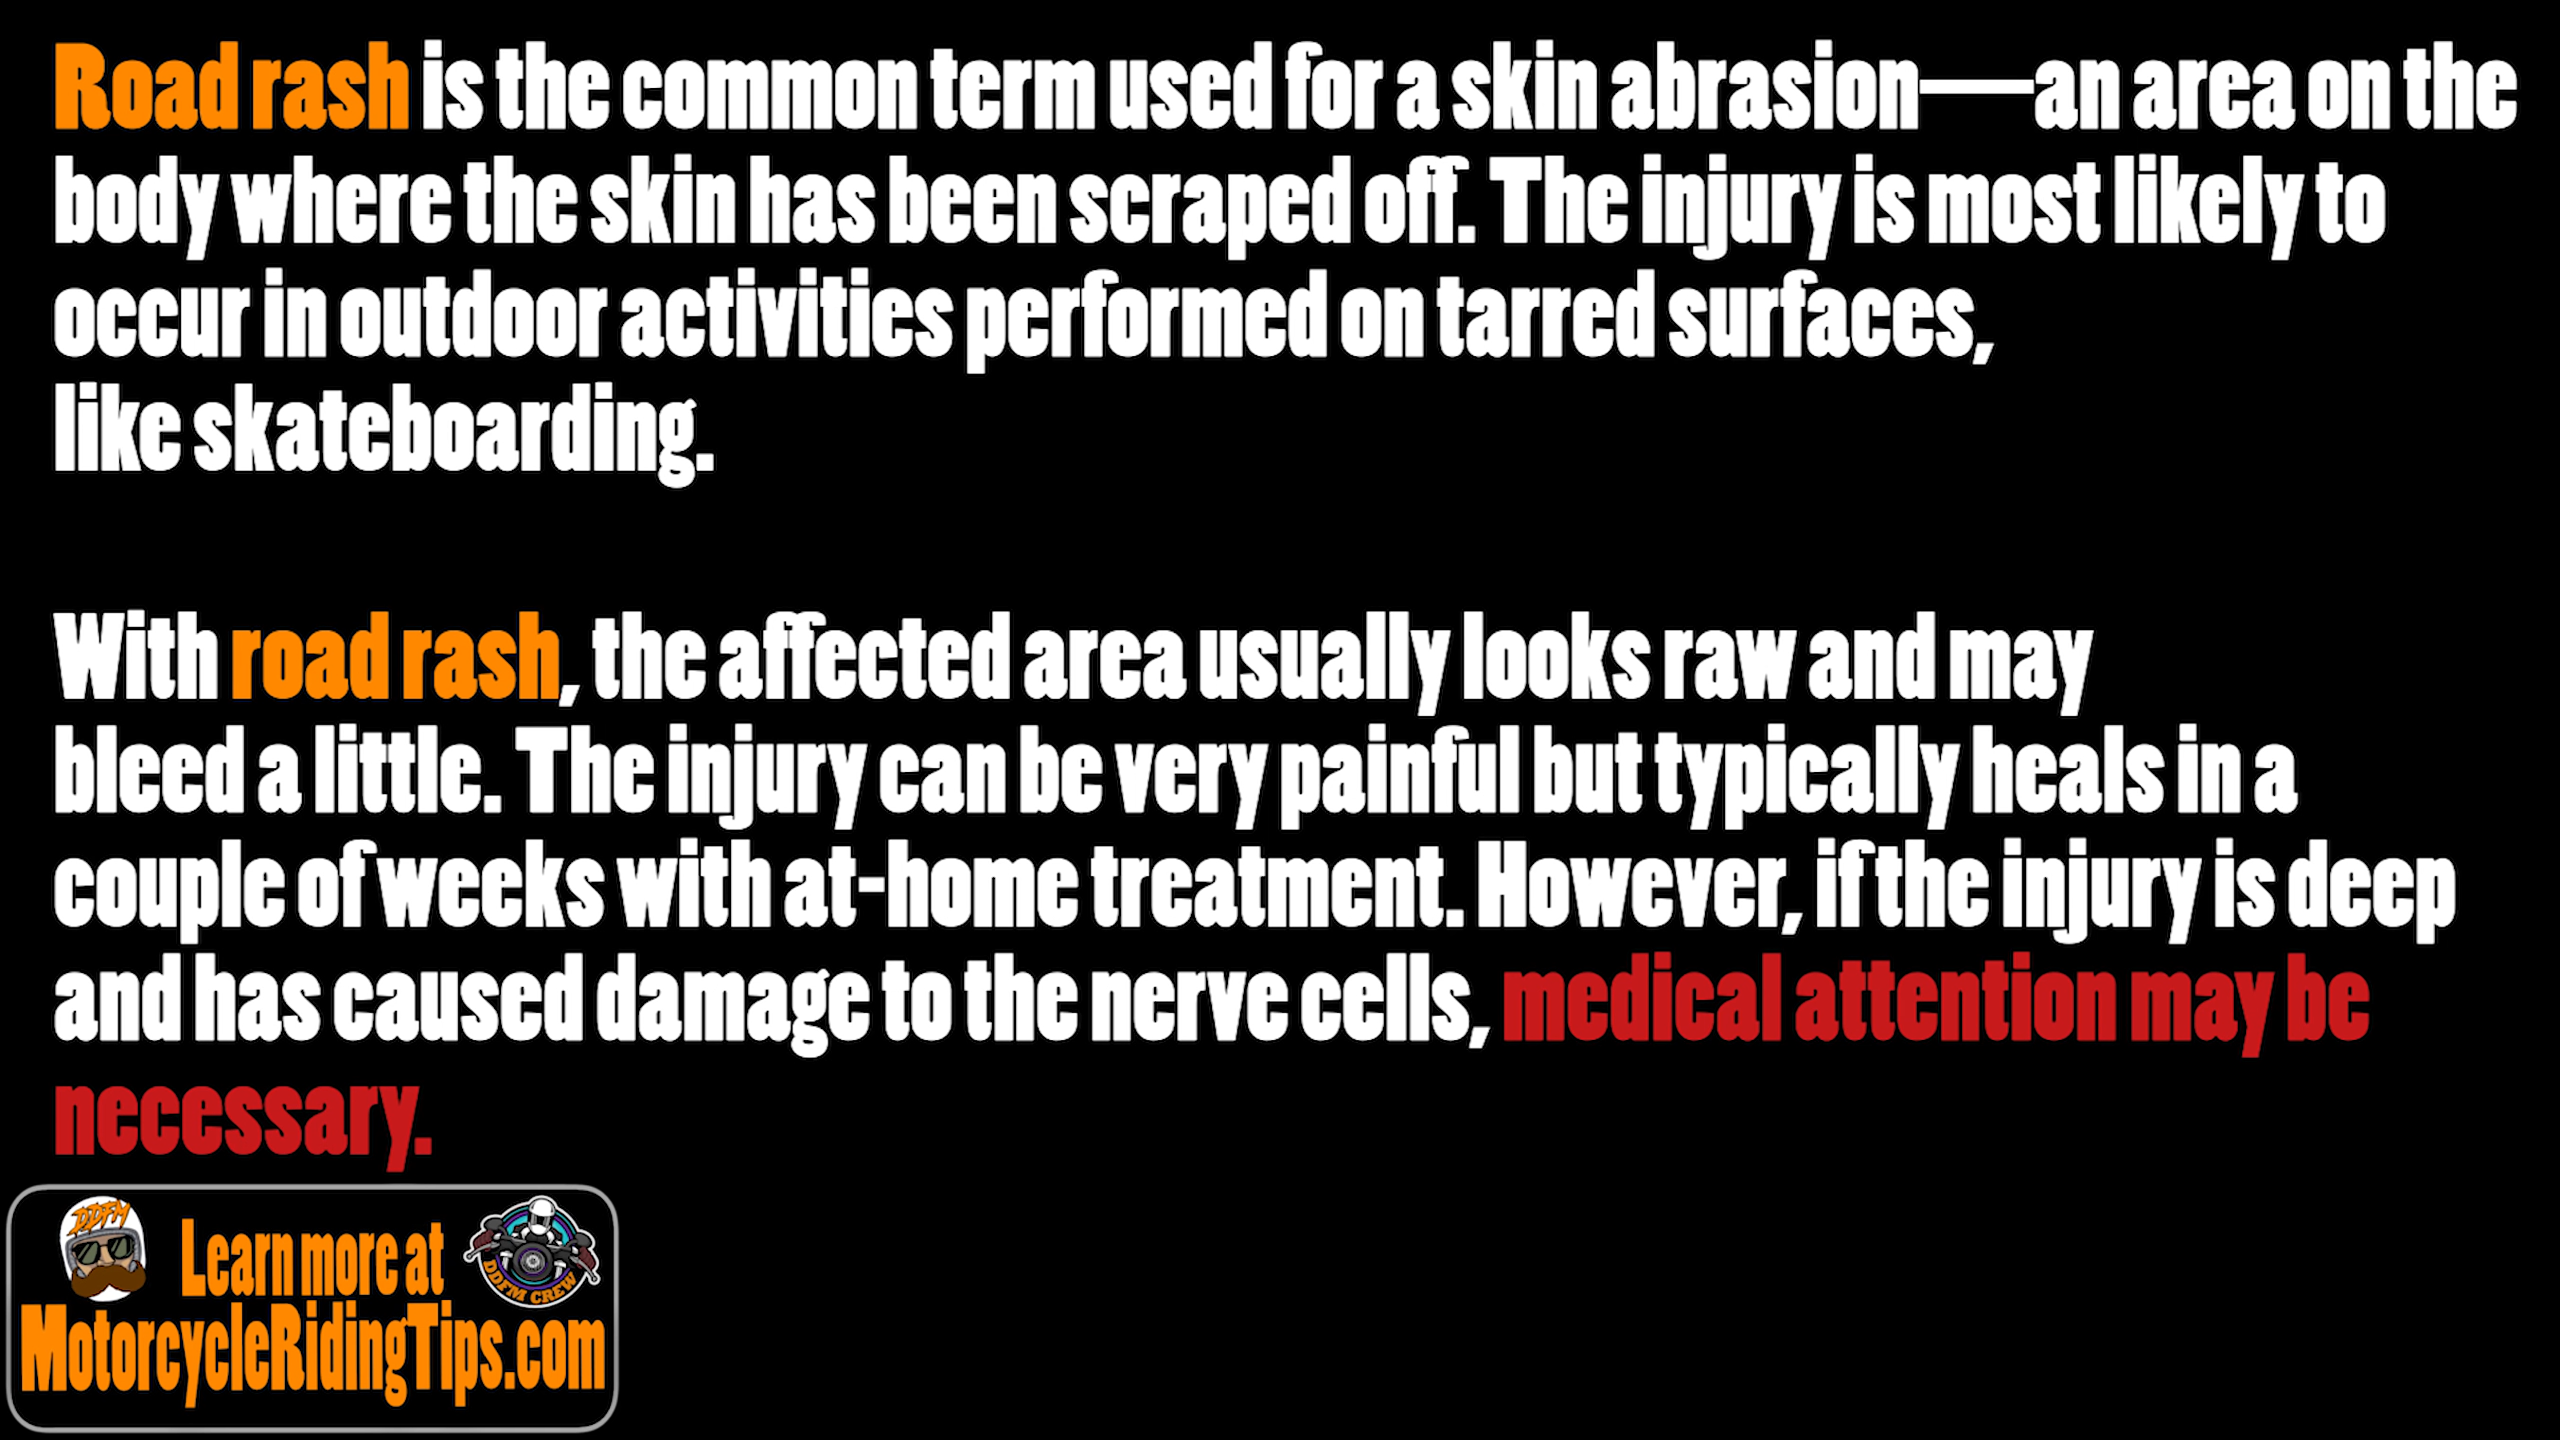 Road rash is the common term used for a skin abrasion—an area on the
body where the skin has been scraped off. The injury is most likely to
occur in outdoor activities performed on tarred surfaces,
like skateboarding.
With road rash, the affected area usually looks raw and may
bleed a little. The injury can be very painful but typically heals in a
couple of weeks with at-home treatment. However, if the injury is deep
and has caused damage to the nerve cells, medical attention may be
necessary.
DDFM
Learn more at
DDFM CREW
MotorcycleRidingTips.com